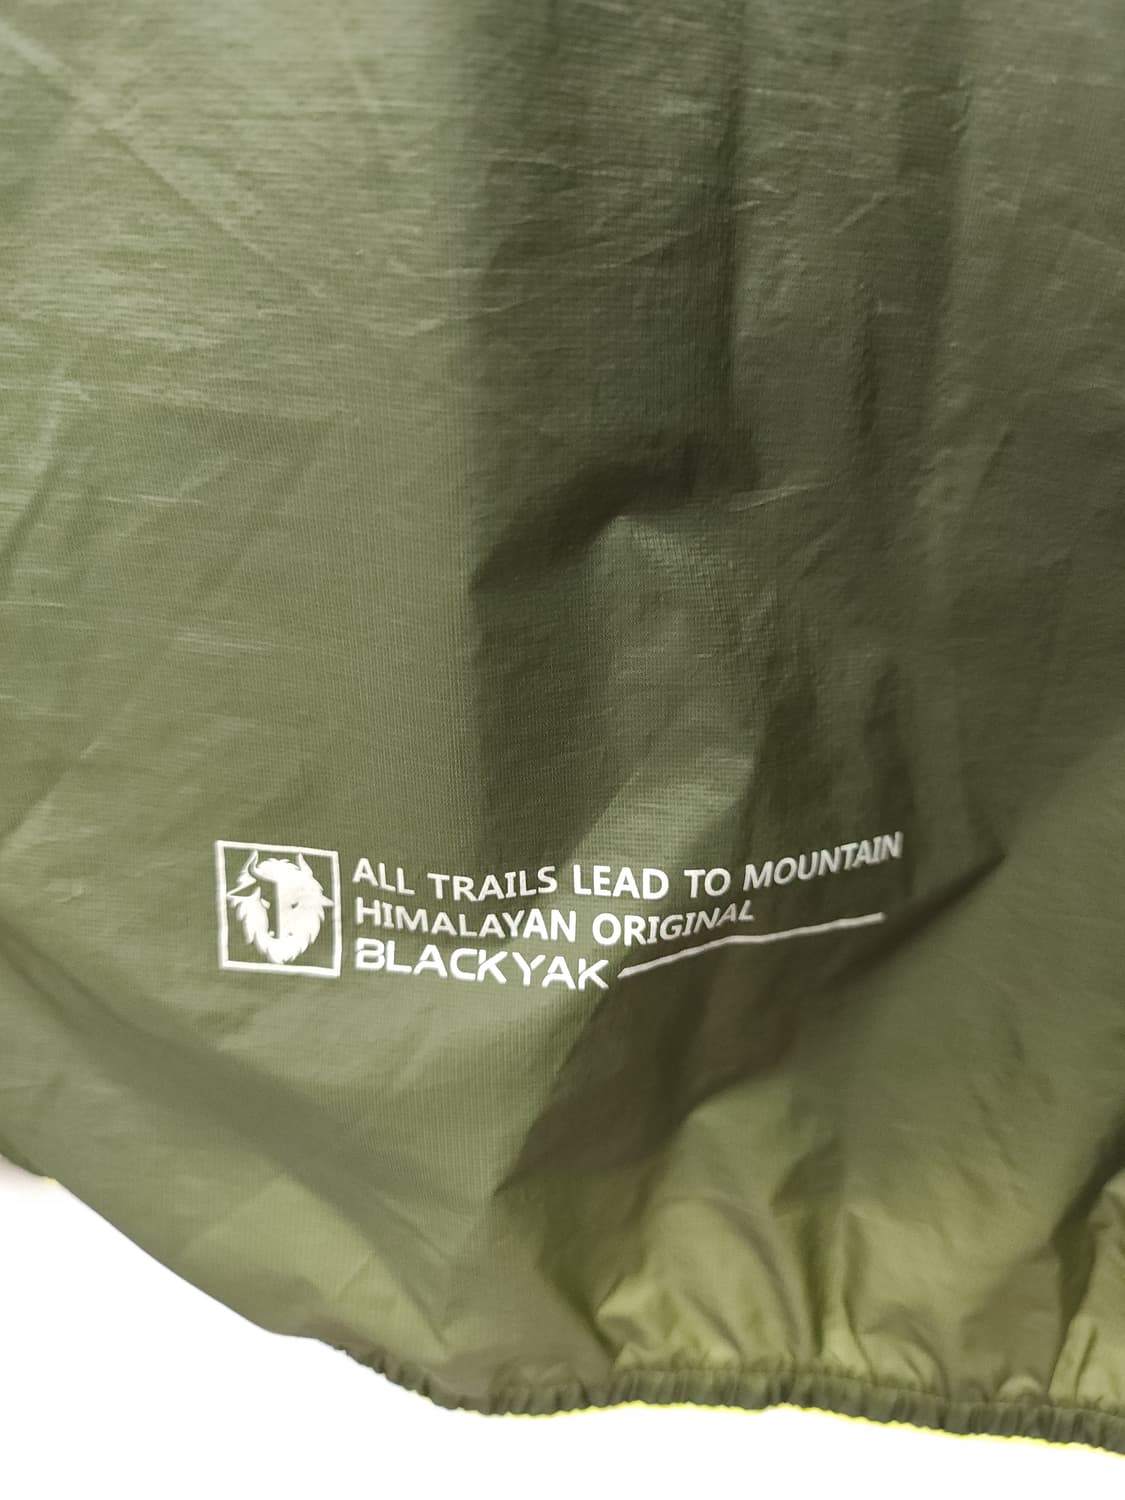 ALL TRAILS LEAD TO MOUNTAIN
HIMALAYAN ORIGINAL
BLACKYAK